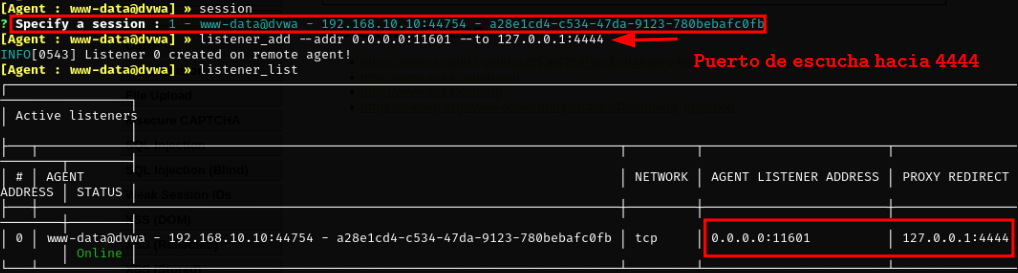 [Agent : www-data@dvwa] » session
? Specify a session : 1 - www-data@dvwa - 192.168.10.10:44754 - a28e1cd4-c534-47da-9123-780bebafc0fb
[Agent : www-data@dvwa] » listener_add --addr 0.0.0.0:11601 --to 127.0.0.1:4444
INFO[0543] Listener 0 created on remote agent!
Puerto de escucha hacia 4444
[Agent : www-data@dvwa] » listener_list
File Upload
Active listeners
Insecure CAPTCHA
SQL Injection
SQL Injection (Blind)
# AGENT NETWORK AGENT LISTENER ADDRESS PROXY REDIRECT
ADDRESS STATUS
Weak Session IDs
XSS (DOM)
0 www-data@dvwa - 192.168.10.10:44754 - a28e1cd4-c534-47da-9123-780bebafc0fb tcp 0.0.0.0:11601 127.0.0.1:4444
Online